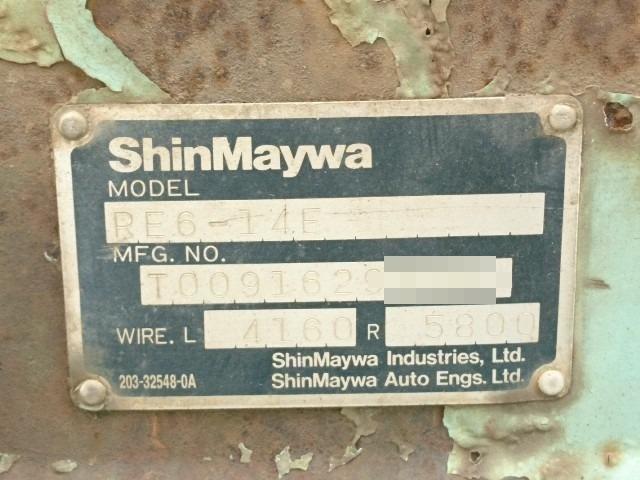 ShinMaywa
MODEL
RE6-14E
MFG. NO.
T0091629
WIRE. L 4160 R 5800
ShinMaywa Industries, Ltd.
203-32548-0A ShinMaywa Auto Engs. Ltd.